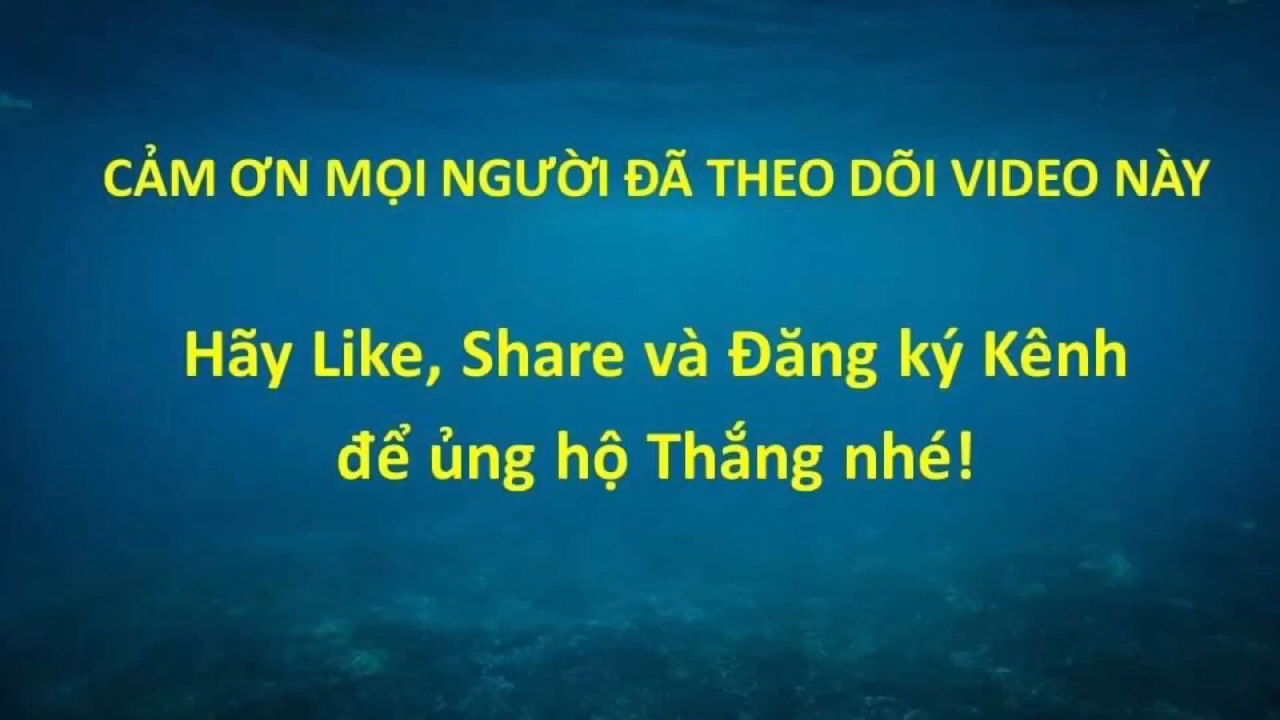 CẢM ƠN MỌI NGƯỜI ĐÃ THEO DÕI VIDEO NÀY
Hãy Like, Share và Đăng ký Kênh
để ủng hộ Thắng nhé!